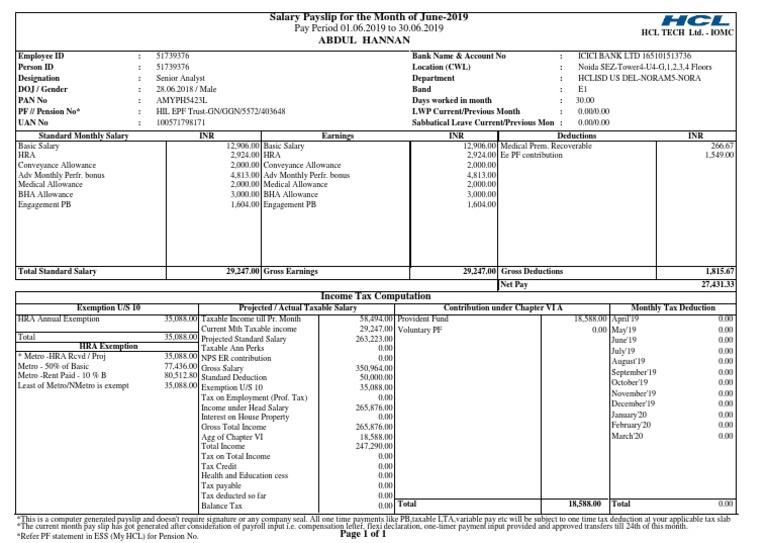 Salary Payslip for the Month of June-2019
Pay Period 01.06.2019 to 30.06.2019
ABDUL HANNAN
HCL
HCL TECH Ltd. - IOMC
Employee ID : 51739376 Bank Name & Account No : ICICI BANK LTD 165101513736
Person ID : 51739376 Location (CWL) : Noida SEZ-Tower4-U4-G,1,2,3,4 Floors
Designation : Senior Analyst Department : HCLISD US DEL-NORAM5-NORA
DOJ / Gender : 28.06.2018 / Male Band : E1
PAN No : AMYPH5423L Days worked in month : 30.00
PF // Pension No* : HIL EPF Trust-GN/GGN/5572/403648 LWP Current/Previous Month : 0.00/0.00
UAN No : 100571798171 Sabbatical Leave Current/Previous Mon : 0.00/0.00
Standard Monthly Salary INR Earnings INR Deductions INR
Basic Salary 12,906.00 Basic Salary 12,906.00 Medical Prem. Recoverable 266.67
HRA 2,924.00 HRA 2,924.00 Ee PF contribution 1,549.00
Conveyance Allowance 2,000.00 Conveyance Allowance 2,000.00
Adv Monthly Perfr. bonus 4,813.00 Adv Monthly Perfr. bonus 4,813.00
Medical Allowance 2,000.00 Medical Allowance 2,000.00
BHA Allowance 3,000.00 BHA Allowance 3,000.00
Engagement PB 1,604.00 Engagement PB 1,604.00
Total Standard Salary 29,247.00 Gross Earnings 29,247.00 Gross Deductions 1,815.67
Net Pay 27,431.33
Income Tax Computation
Exemption U/S 10 Projected / Actual Taxable Salary Contribution under Chapter VI A Monthly Tax Deduction
HRA Annual Exemption 35,088.00 Taxable Income till Pr. Month 58,494.00 Provident Fund 18,588.00 April'19 0.00
Current Mth Taxable income 29,247.00 Voluntary PF 0.00 May'19 0.00
Total 35,088.00 Projected Standard Salary 263,223.00 June'19 0.00
HRA Exemption Taxable Ann Perks 0.00 July'19 0.00
* Metro -HRA Rcvd / Proj 35,088.00 NPS ER contribution 0.00 August'19 0.00
Metro - 50% of Basic 77,436.00 Gross Salary 350,964.00 September'19 0.00
Metro -Rent Paid - 10 % B 80,512.80 Standard Deduction 50,000.00 October'19 0.00
Least of Metro/NMetro is exempt 35,088.00 Exemption U/S 10 35,088.00 November'19 0.00
Tax on Employment (Prof. Tax) 0.00 December'19 0.00
Income under Head Salary 265,876.00 January'20 0.00
Interest on House Property 0.00 February'20 0.00
Gross Total Income 265,876.00 March'20 0.00
Agg of Chapter VI 18,588.00
Total Income 247,290.00
Tax on Total Income 0.00
Tax Credit 0.00
Health and Education cess 0.00
Tax payable 0.00
Tax deducted so far 0.00
Balance Tax 0.00 Total 18,588.00 Total 0.00
*This is a computer generated payslip and doesn't require signature or any company seal. All one time payments like PB,taxable LTA,variable pay etc will be subject to one time tax deduction at your applicable tax slab
*The current month pay slip has got generated after consideration of payroll input i.e. compensation letter, flexi declaration, one-timer payment input provided and approved transfers till 24th of this month.
*Refer PF statement in ESS (My HCL) for Pension No.
Page 1 of 1